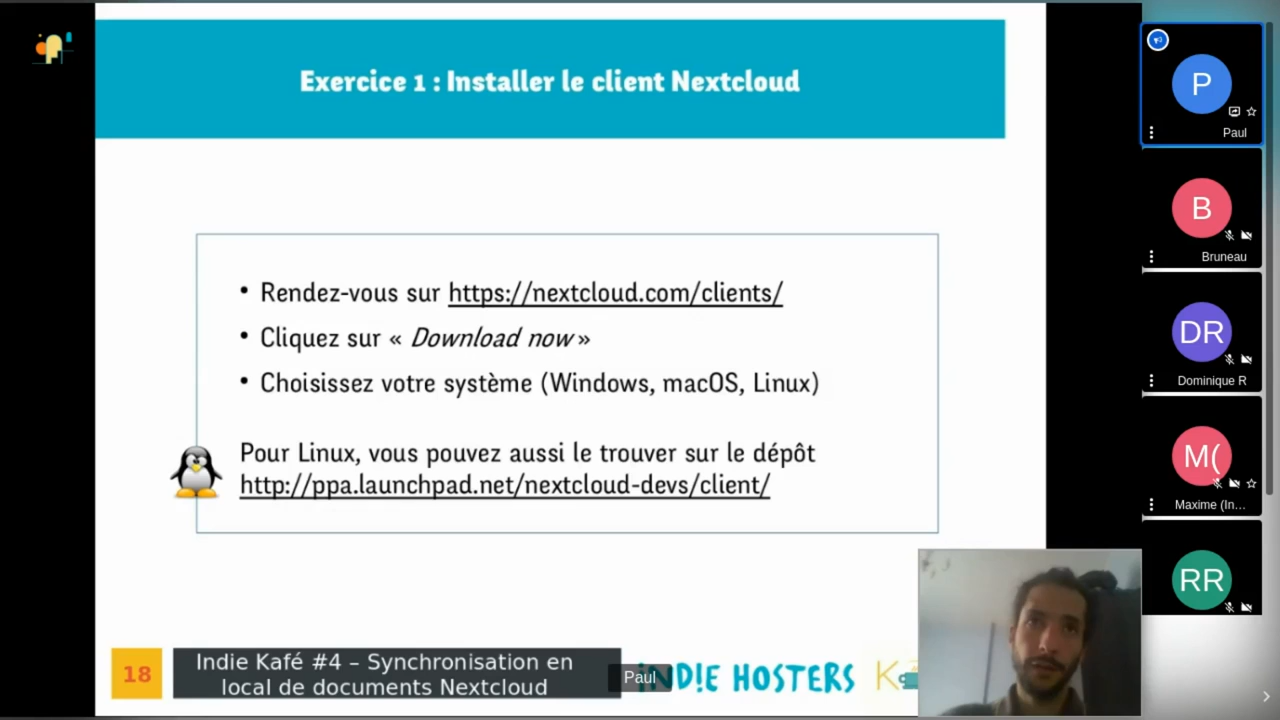 Exercice 1 : Installer le client Nextcloud
• Rendez-vous sur https://nextcloud.com/clients/
• Cliquez sur « Download now »
• Choisissez votre système (Windows, macOS, Linux)
Pour Linux, vous pouvez aussi le trouver sur le dépôt
http://ppa.launchpad.net/nextcloud-devs/client/
18
Indie Kafé #4 – Synchronisation en
local de documents Nextcloud
Paul
IND!E HOSTERS
K
P
Paul
B
Bruneau
DR
Dominique R
M(
Maxime (In...
RR